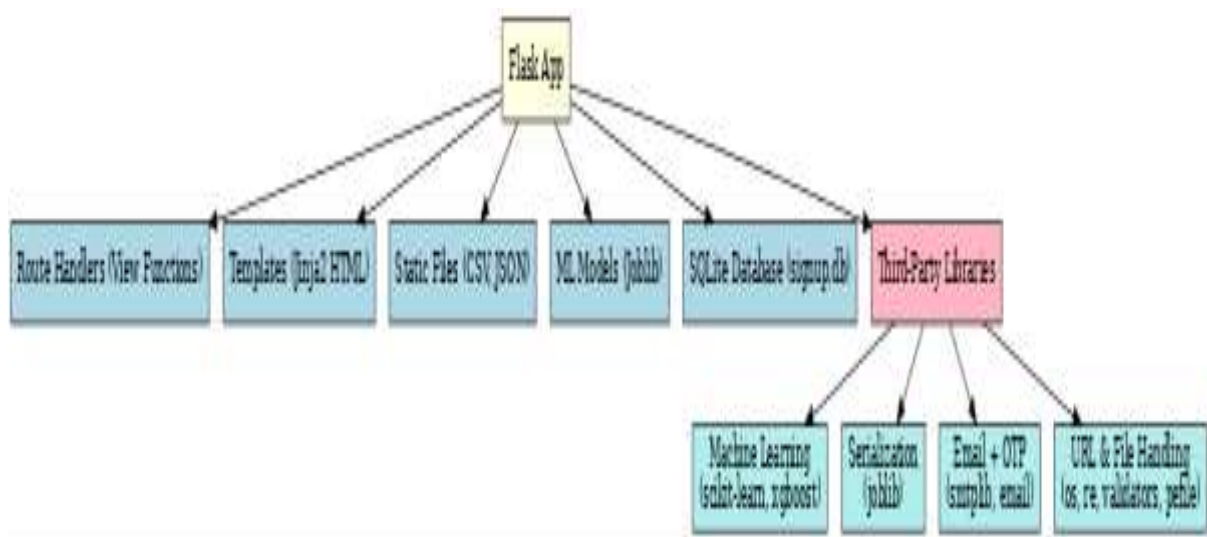 Flask App
Route Handlers (View Functions)
Templates (Jinja2 HTML)
Static Files (CSV, JSON)
ML Models (Joblib)
SQLite Database (signup.db)
Third-Party Libraries
Machine Learning
(scikit-learn, xgboost)
Serialization
(joblib)
Email + OTP
(smtplib, email)
URL & File Handling
(os, re, validators, pefile)